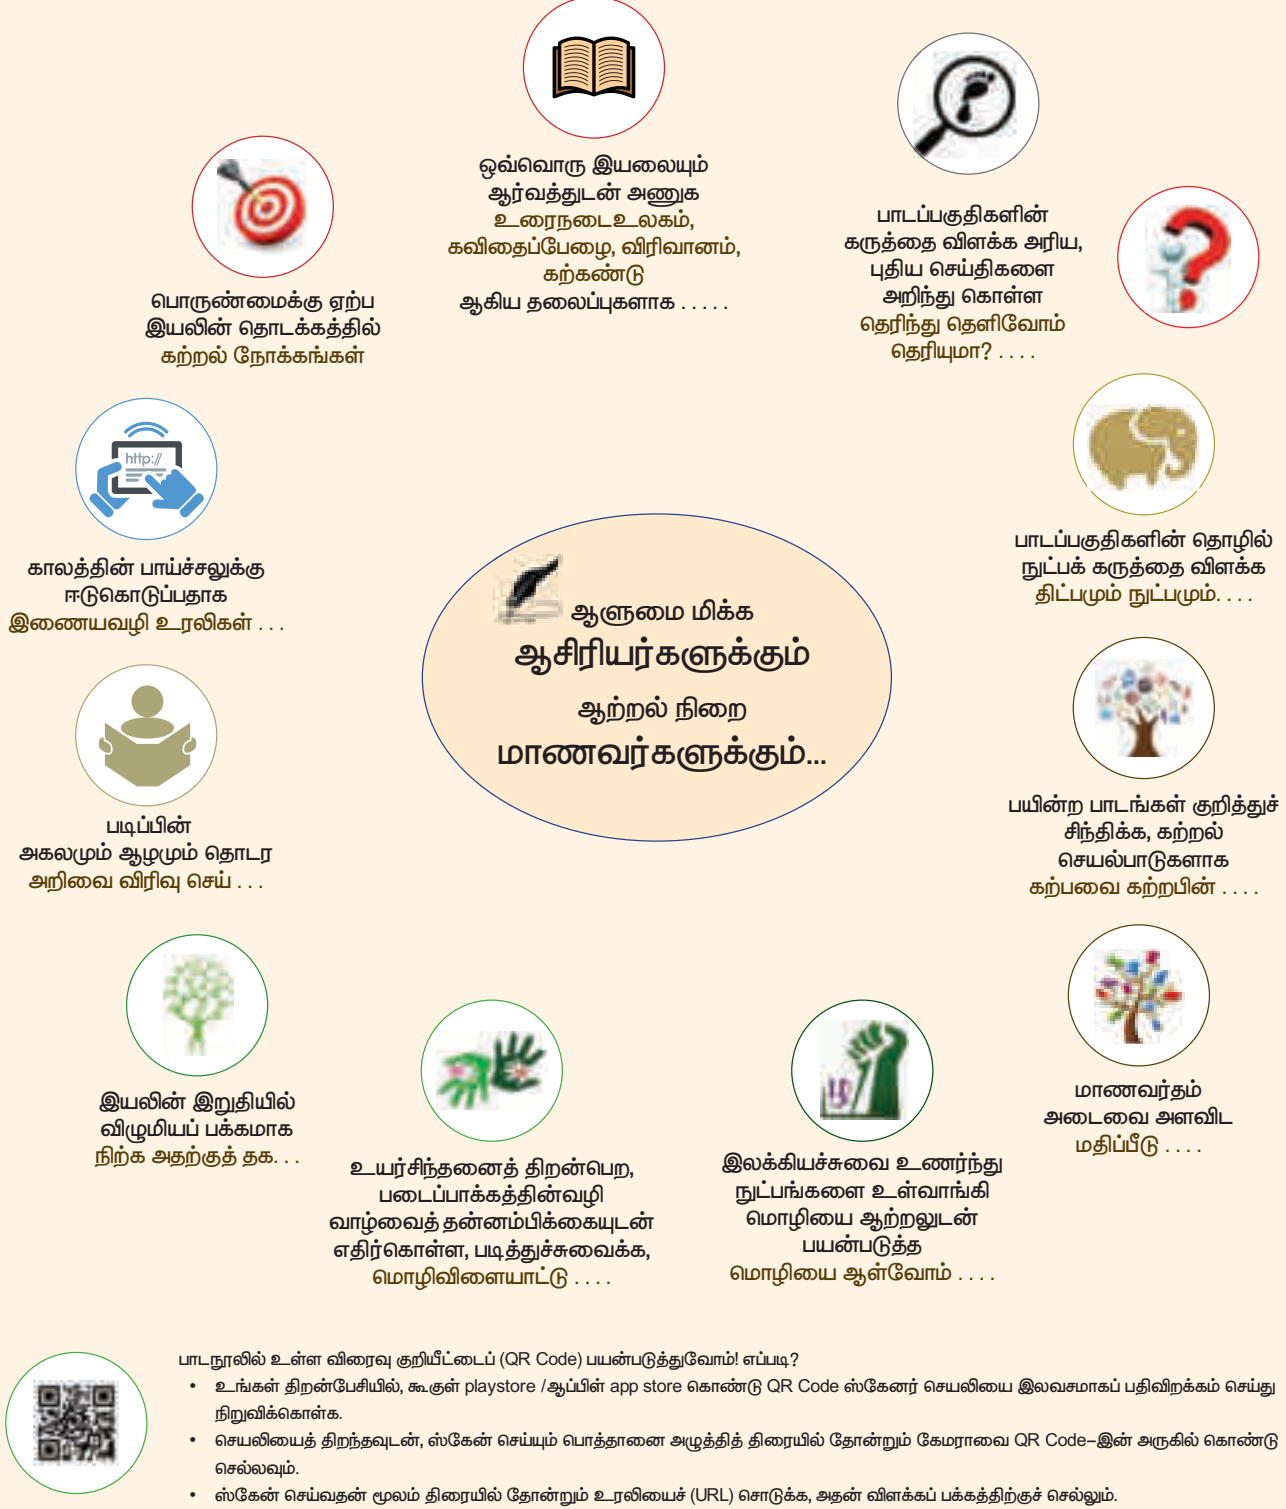 ஒவ்வொரு இயலையும்
ஆர்வத்துடன் அணுக
உரைநடைஉலகம்,
கவிதைப்பேழை, விரிவானம்,
கற்கண்டு
ஆகிய தலைப்புகளாக . . . . .
பாடப்பகுதிகளின்
கருத்தை விளக்க அரிய,
புதிய செய்திகளை
அறிந்து கொள்ள
தெரிந்து தெளிவோம்
தெரியுமா? . . . .
பொருண்மைக்கு ஏற்ப
இயலின் தொடக்கத்தில்
கற்றல் நோக்கங்கள்
http://
காலத்தின் பாய்ச்சலுக்கு
ஈடுகொடுப்பதாக
இணையவழி உரலிகள் . . .
பாடப்பகுதிகளின் தொழில்
நுட்பக் கருத்தை விளக்க
திட்பமும் நுட்பமும். . . .
ஆளுமை மிக்க
ஆசிரியர்களுக்கும்
ஆற்றல் நிறை
மாணவர்களுக்கும்...
படிப்பின்
அகலமும் ஆழமும் தொடர
அறிவை விரிவு செய் . . .
பயின்ற பாடங்கள் குறித்துச்
சிந்திக்க, கற்றல்
செயல்பாடுகளாக
கற்பவை கற்றபின் . . . .
இயலின் இறுதியில்
விழுமியப் பக்கமாக
நிற்க அதற்குத் தக. . .
உயர்சிந்தனைத் திறன்பெற,
படைப்பாக்கத்தின்வழி
வாழ்வைத் தன்னம்பிக்கையுடன்
எதிர்கொள்ள, படித்துச்சுவைக்க,
மொழிவிளையாட்டு . . . .
ழ
இலக்கியச்சுவை உணர்ந்து
நுட்பங்களை உள்வாங்கி
மொழியை ஆற்றலுடன்
பயன்படுத்த
மொழியை ஆள்வோம் . . . .
மாணவர்தம்
அடைவை அளவிட
மதிப்பீடு . . . .
பாடநூலில் உள்ள விரைவு குறியீட்டைப் (QR Code) பயன்படுத்துவோம்! எப்படி?
• உங்கள் திறன்பேசியில், கூகுள் playstore /ஆப்பிள் app store கொண்டு QR Code ஸ்கேனர் செயலியை இலவசமாகப் பதிவிறக்கம் செய்து
நிறுவிக்கொள்க.
• செயலியைத் திறந்தவுடன், ஸ்கேன் செய்யும் பொத்தானை அழுத்தித் திரையில் தோன்றும் கேமராவை QR Code-இன் அருகில் கொண்டு
செல்லவும்.
• ஸ்கேன் செய்வதன் மூலம் திரையில் தோன்றும் உரலியைச் (URL) சொடுக்க, அதன் விளக்கப் பக்கத்திற்குச் செல்லும்.